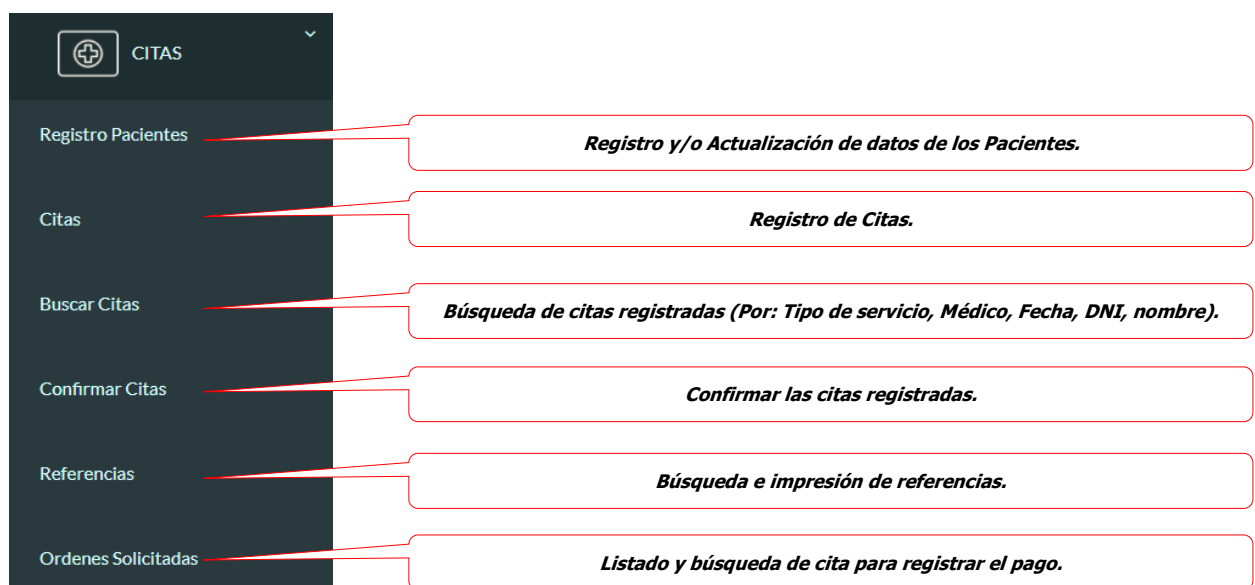 CITAS
Registro Pacientes
Registro y/o Actualización de datos de los Pacientes.
Citas
Registro de Citas.
Buscar Citas
Búsqueda de citas registradas (Por: Tipo de servicio, Médico, Fecha, DNI, nombre).
Confirmar Citas
Confirmar las citas registradas.
Referencias
Búsqueda e impresión de referencias.
Ordenes Solicitadas
Listado y búsqueda de cita para registrar el pago.